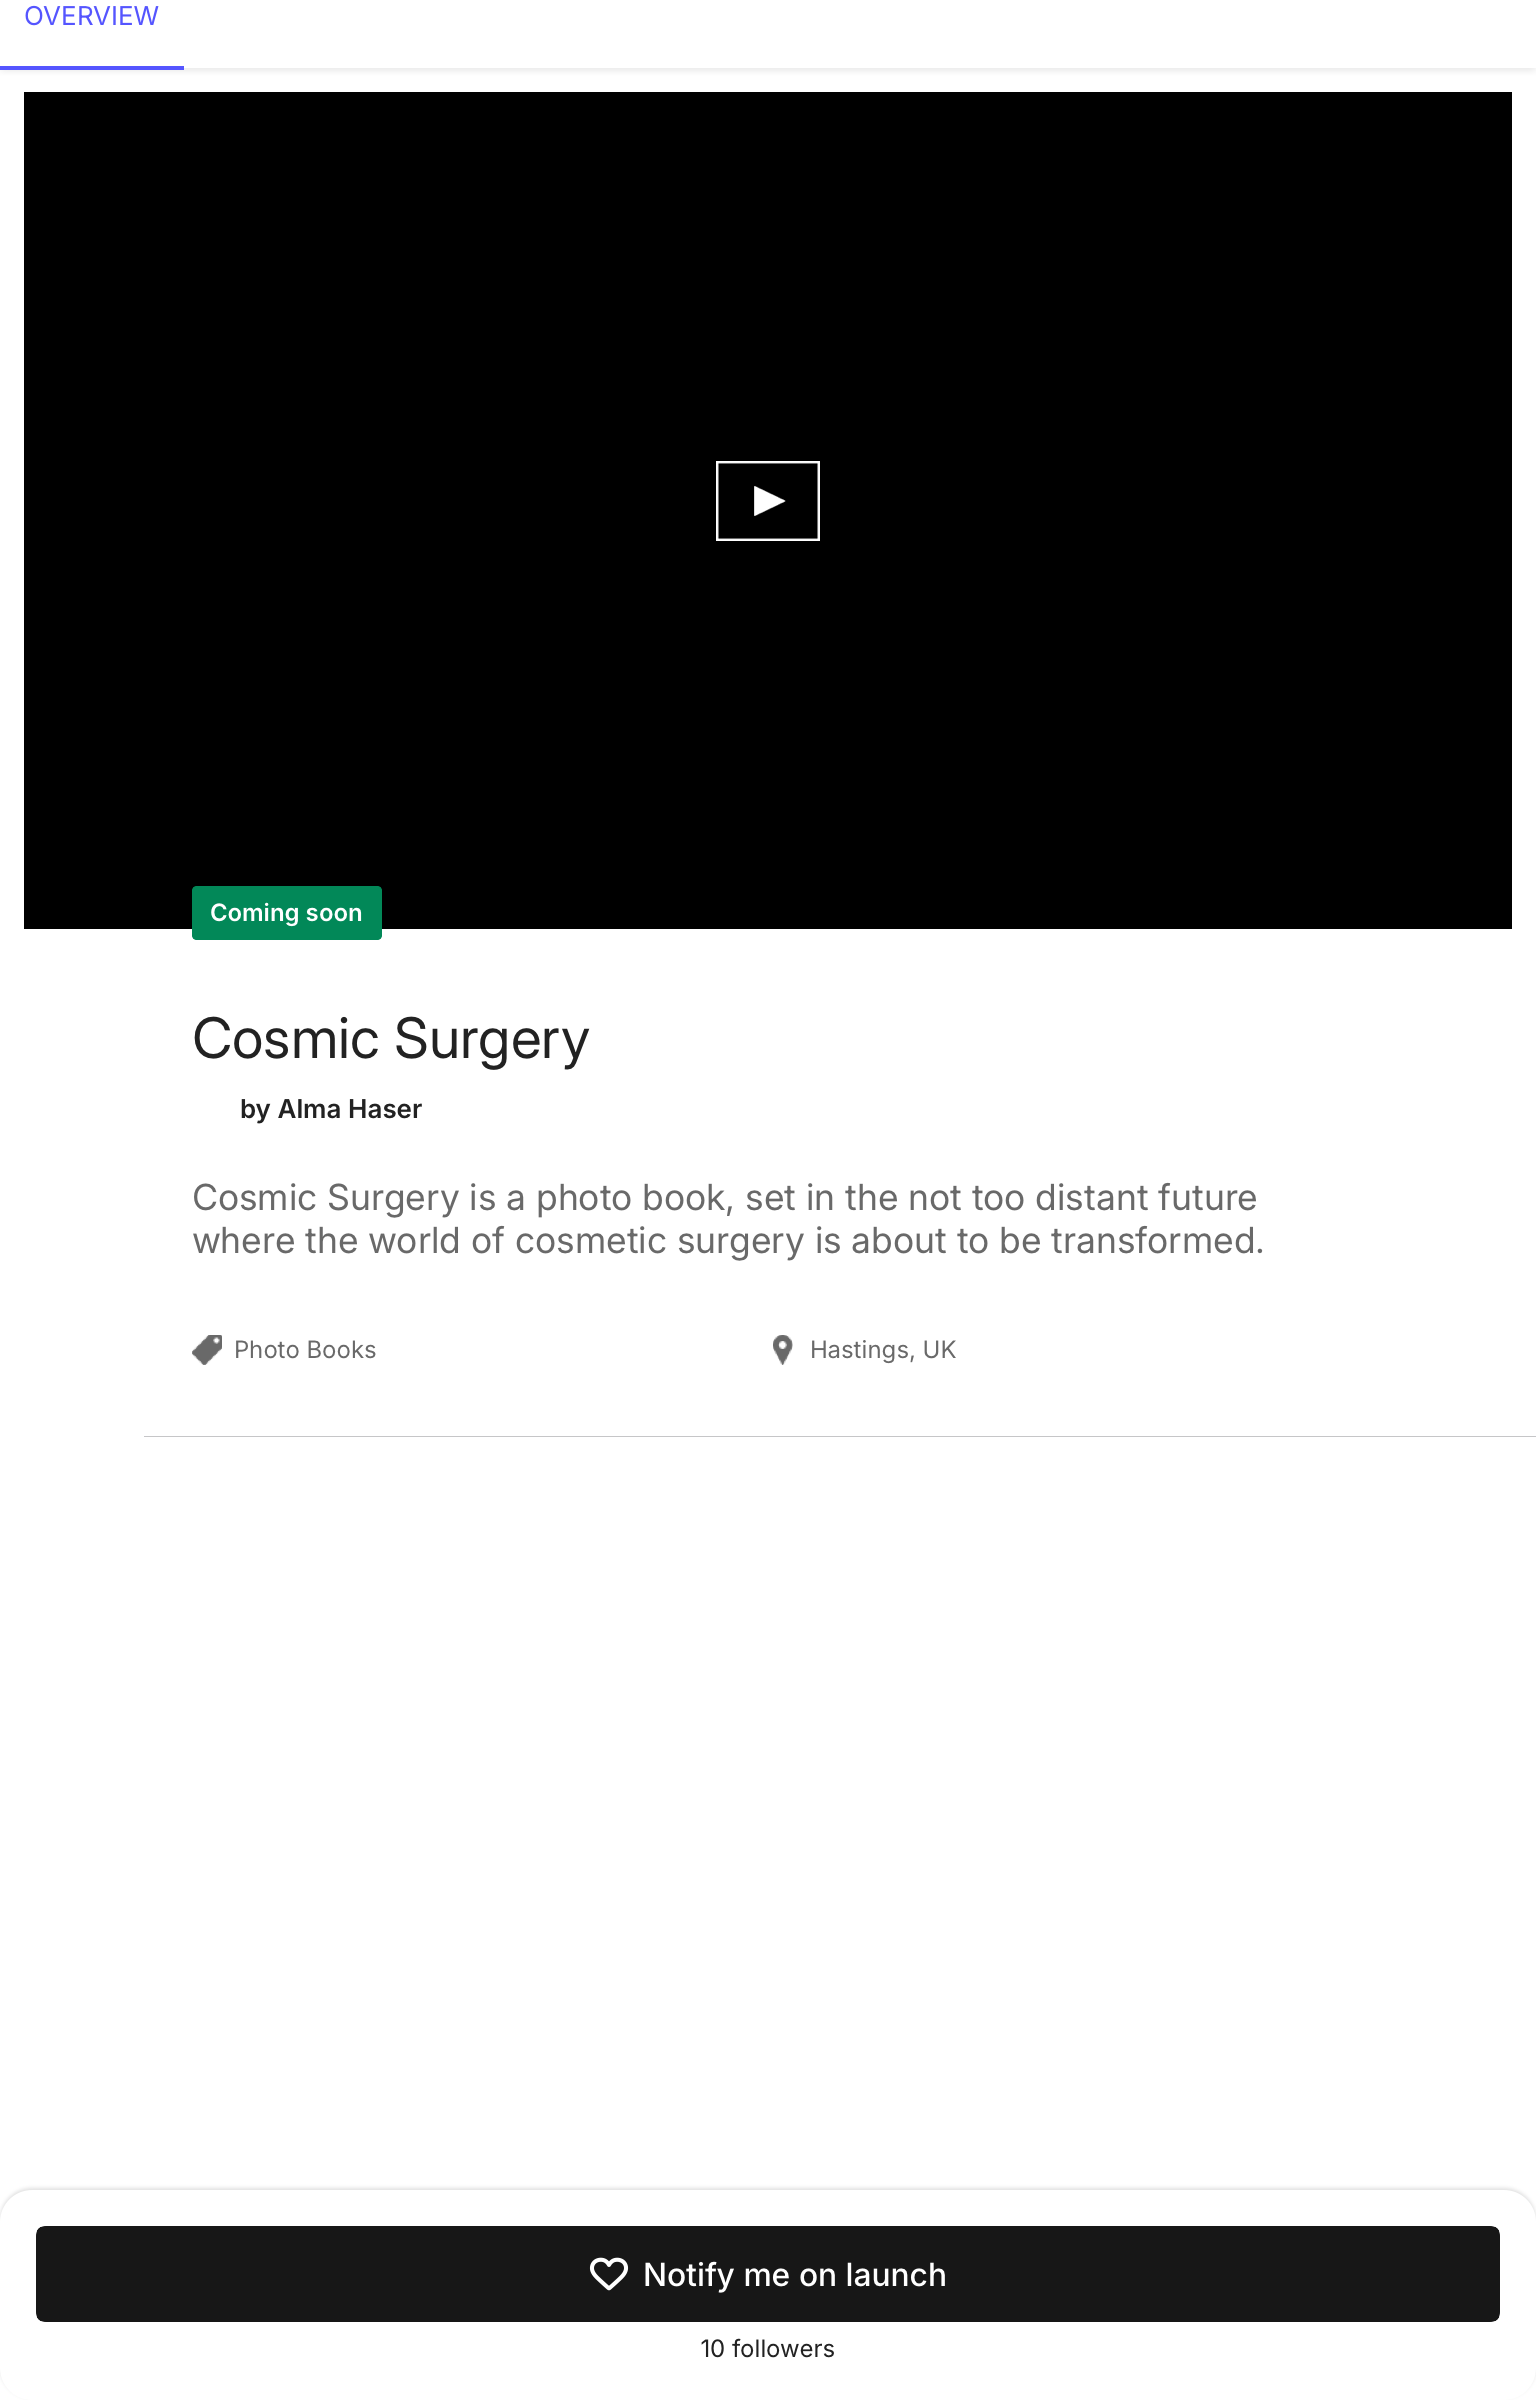 OVERVIEW
Coming soon
Cosmic Surgery
by Alma Haser
Cosmic Surgery is a photo book, set in the not too distant future
where the world of cosmetic surgery is about to be transformed.
Photo Books
Hastings, UK
Notify me on launch
10 followers